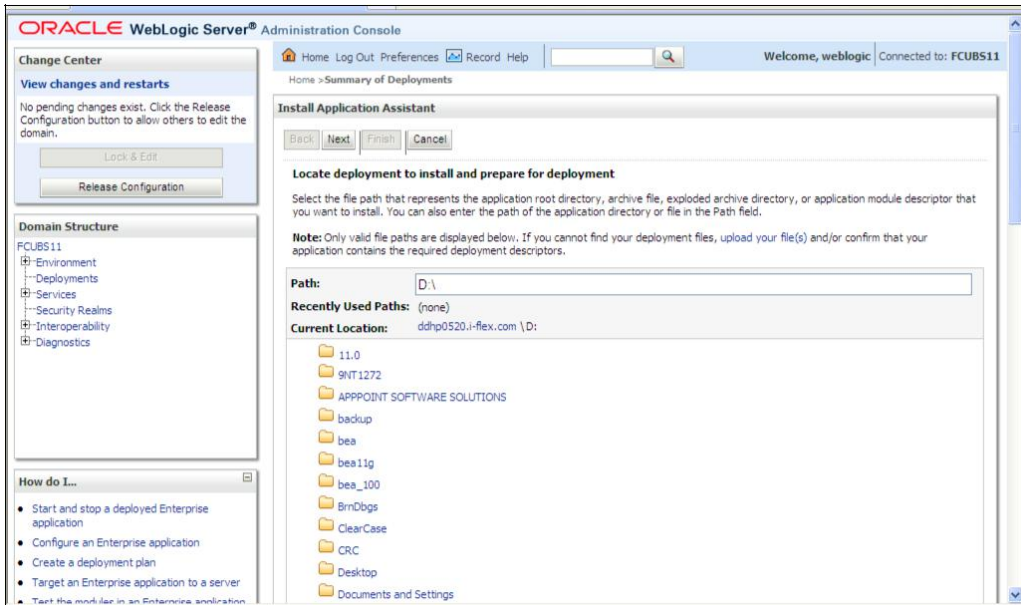 ORACLE WebLogic Server® Administration Console
Change Center
View changes and restarts
No pending changes exist. Click the Release
Configuration button to allow others to edit the
domain.
Lock & Edit
Release Configuration
Domain Structure
FCUBS11
Environment
Deployments
Services
Security Realms
Interoperability
Diagnostics
How do I...
Start and stop a deployed Enterprise
application
Configure an Enterprise application
Create a deployment plan
Target an Enterprise application to a server
Test the modules in an Enterprise application
Home Log Out Preferences Record Help
Welcome, weblogic Connected to: FCUBS11
Home >Summary of Deployments
Install Application Assistant
Back Next Finish Cancel
Locate deployment to install and prepare for deployment
Select the file path that represents the application root directory, archive file, exploded archive directory, or application module descriptor that
you want to install. You can also enter the path of the application directory or file in the Path field.
Note: Only valid file paths are displayed below. If you cannot find your deployment files, upload your file(s) and/or confirm that your
application contains the required deployment descriptors.
Path: D:\
Recently Used Paths: (none)
Current Location: ddhp0520.i-flex.com \D:
11.0
9NT1272
APPPOINT SOFTWARE SOLUTIONS
backup
bea
bea11g
bea_100
BrnDbgs
ClearCase
CRC
Desktop
Documents and Settings